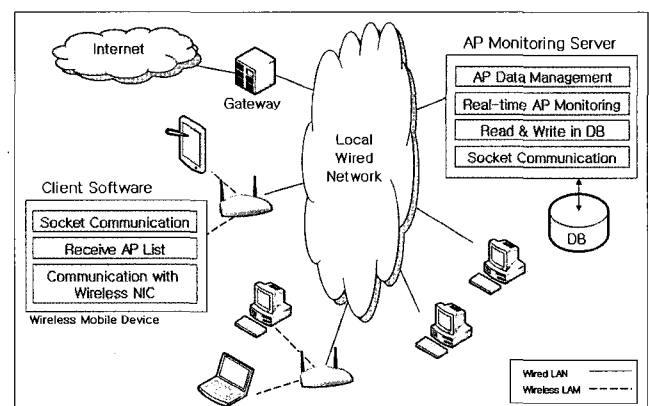 Internet
Gateway
AP Monitoring Server
AP Data Management
Real-time AP Monitoring
Read & Write in DB
Socket Communication
DB
Local
Wired
Network
Client Software
Socket Communication
Receive AP List
Communication with
Wireless NIC
Wireless Mobile Device
Wired LAN
Wireless LAM